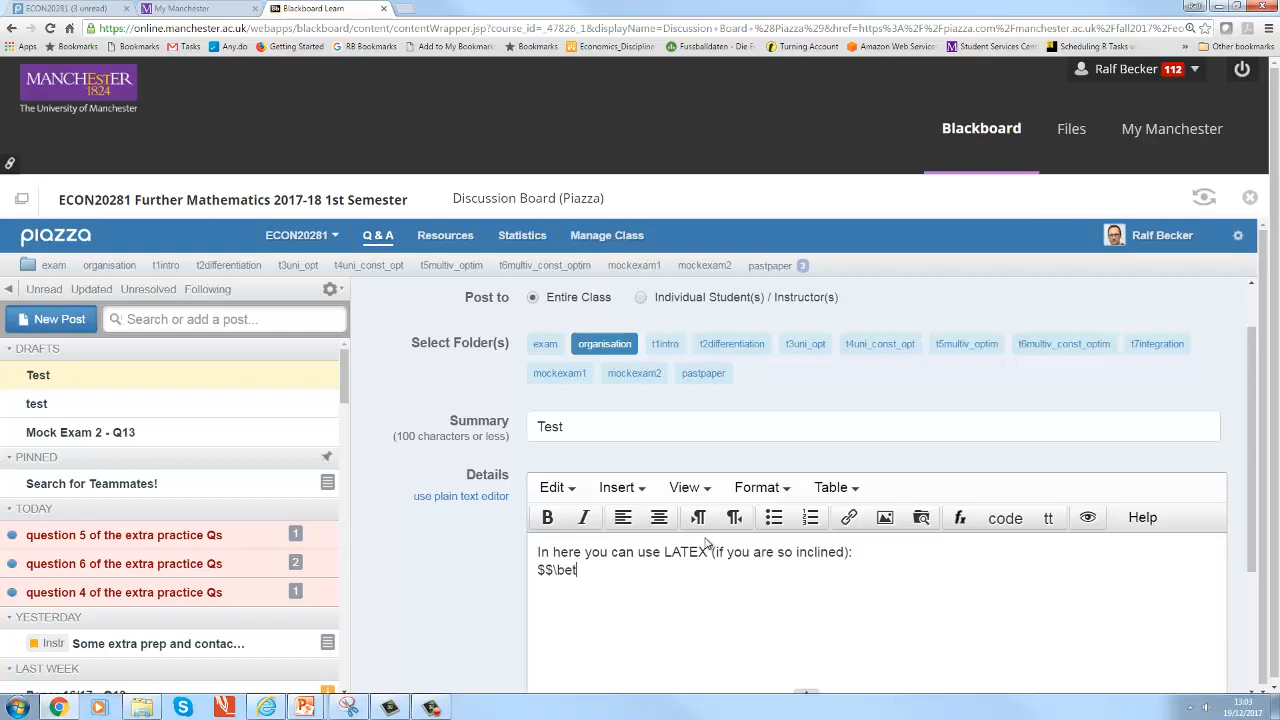 ECON20281 (3 unread)
My Manchester
Blackboard Learn
https://online.manchester.ac.uk/webapps/blackboard/content/contentWrapper.jsp?course_id=_47826_1&displayName=Discussion+Board+%28Piazza%29&href=https%3A%2F%2Fpiazza.com%2Fmanchester.ac.uk%2Ffall2017%2Fec
Apps
Bookmarks
Bookmarks
Tasks
Any.do
Getting Started
RB Bookmarks
Add to My Bookmarks
Economics_Discipline
Fussballdaten - Die F
Turning Account
Amazon Web Service
Student Services Cent
Scheduling R Tasks v
Other bookmarks
MANCHESTER
1824
The University of Manchester
Ralf Becker 112
Blackboard Files My Manchester
ECON20281 Further Mathematics 2017-18 1st Semester
Discussion Board (Piazza)
piazza ECON20281 Q & A Resources Statistics Manage Class Ralf Becker
exam organisation t1intro t2differentiation t3uni_opt t4uni_const_opt t5multiv_optim t6multiv_const_optim mockexam1 mockexam2 pastpaper 3
Unread Updated Unresolved Following
New Post Search or add a post...
DRAFTS
Test
test
Mock Exam 2 - Q13
PINNED
Search for Teammates!
TODAY
question 5 of the extra practice Qs 1
question 6 of the extra practice Qs 2
question 4 of the extra practice Qs 1
YESTERDAY
Instr Some extra prep and contac...
LAST WEEK
Post to Entire Class Individual Student(s) / Instructor(s)
Select Folder(s) exam organisation t1intro t2differentiation t3uni_opt t4uni_const_opt t5multiv_optim t6multiv_const_optim t7integration
mockexam1 mockexam2 pastpaper
Summary
(100 characters or less)
Test
Details
use plain text editor
Edit Insert View Format Table
B I fx code tt Help
In here you can use LATEX (if you are so inclined):
$$\bet
13:03
19/12/2017